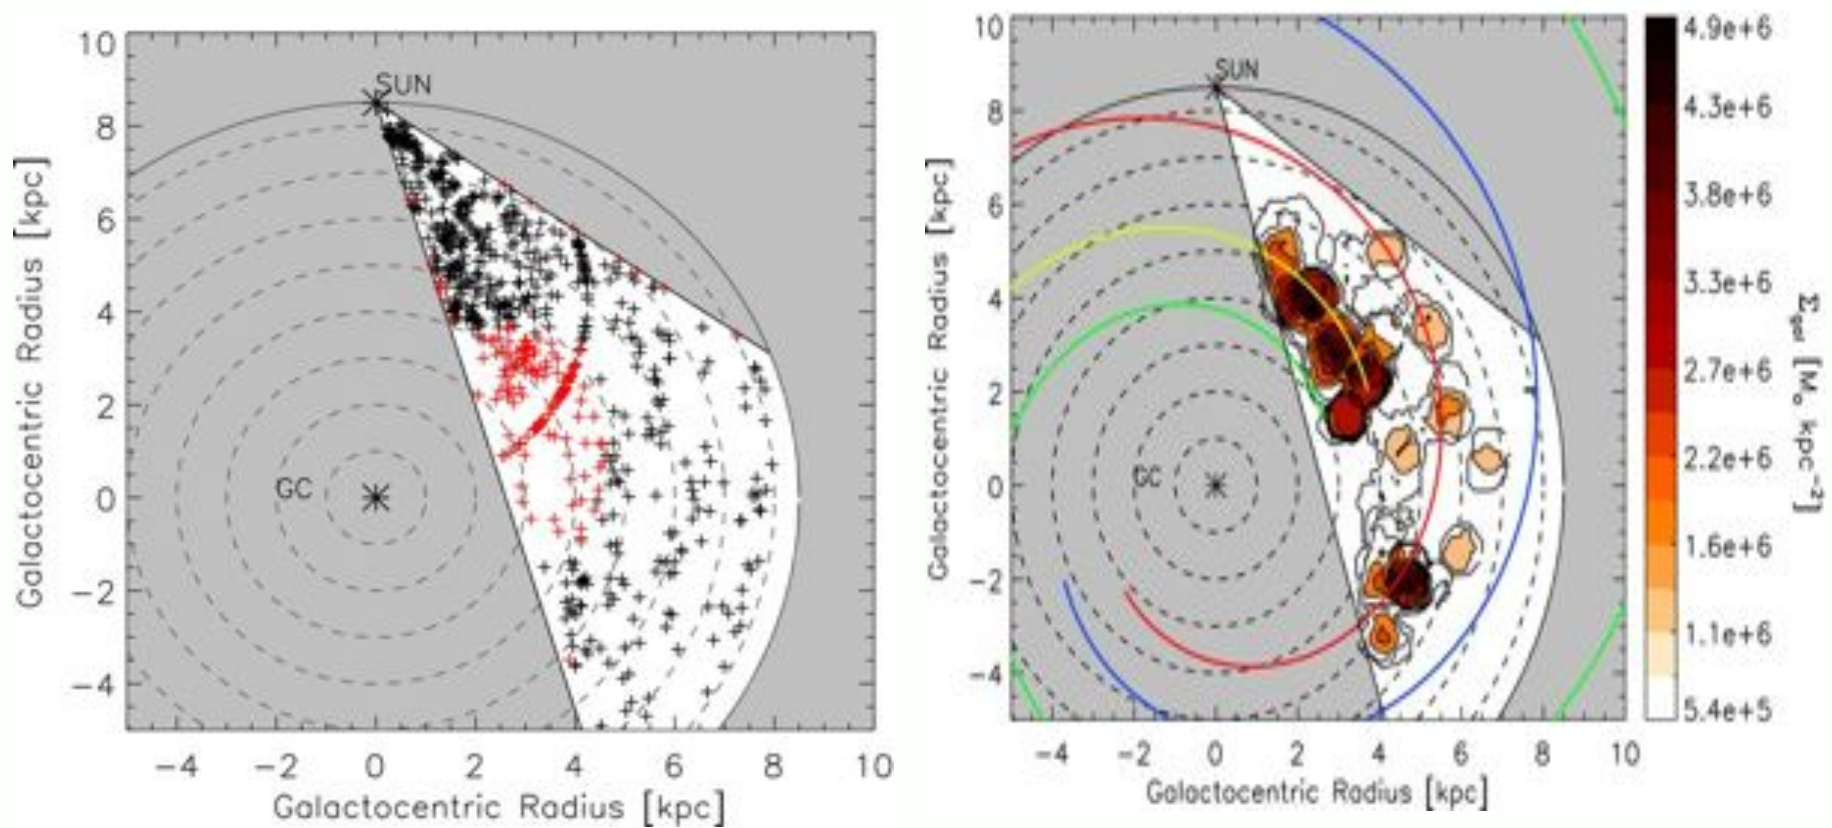 10
8
6
4
2
0
−2
−4
Galactocentric Radius [kpc]
SUN
GC
−4 −2 0 2 4 6 8 10
Galactocentric Radius [kpc]
10
8
6
4
2
0
−2
−4
Galactocentric Radius [kpc]
SUN
GC
−4 −2 0 2 4 6 8 10
Galactocentric Radius [kpc]
4.9e+6
4.3e+6
3.8e+6
3.3e+6
2.7e+6
2.2e+6
1.6e+6
1.1e+6
5.4e+5
Σgal [M☉ kpc−2]